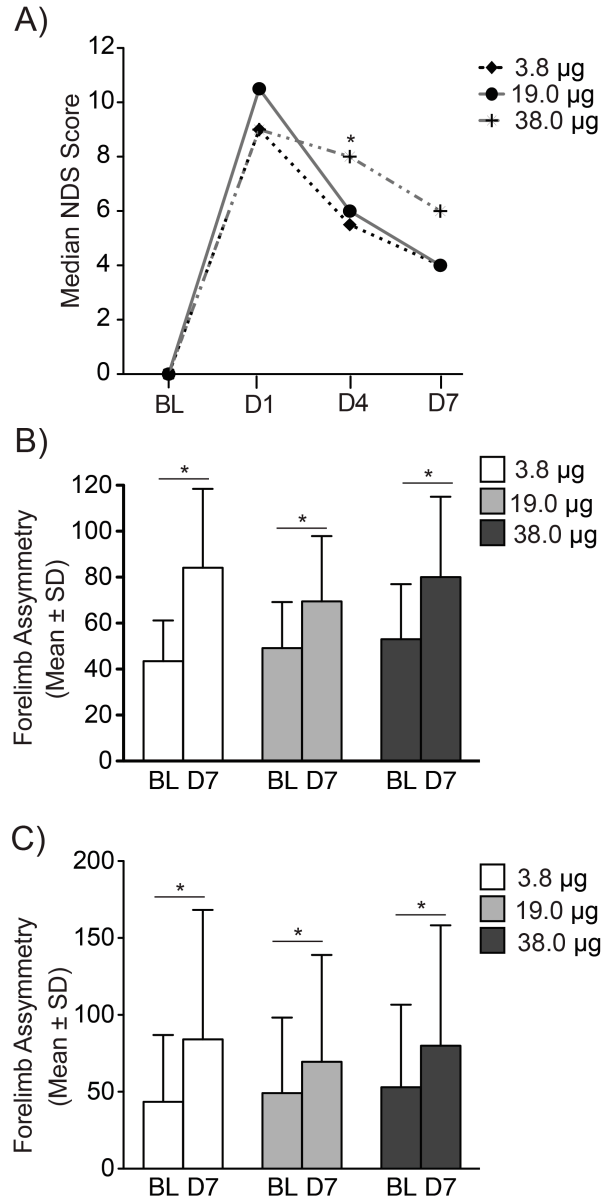 A)
12
10
8
6
4
2
0
Median NDS Score
*
BL D1 D4 D7
3.8 µg
19.0 µg
38.0 µg
B)
120
100
80
60
40
20
0
Forelimb Assymmetry
(Mean ± SD)
* * *
BL D7 BL D7 BL D7
3.8 µg
19.0 µg
38.0 µg
C)
200
150
100
50
0
Forelimb Assymmetry
(Mean ± SD)
* * *
BL D7 BL D7 BL D7
3.8 µg
19.0 µg
38.0 µg